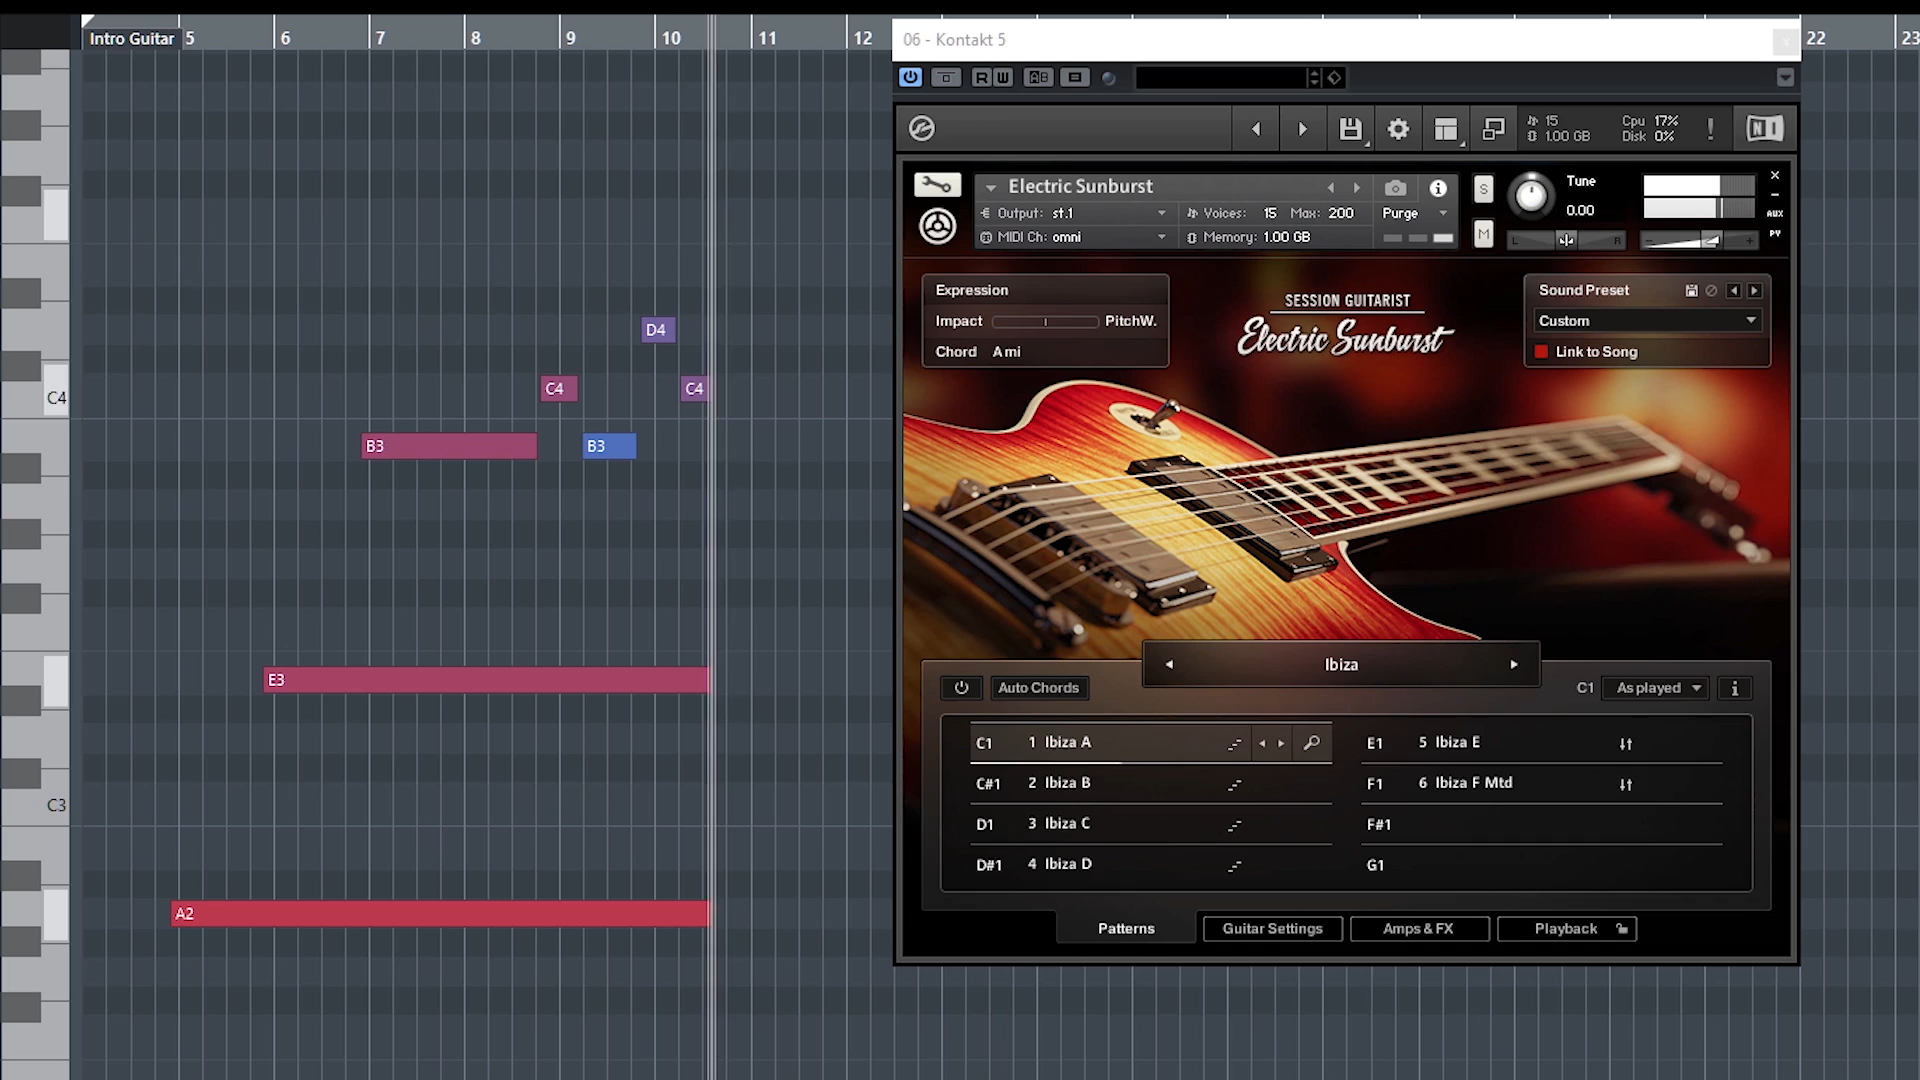 Intro Guitar 5 6 7 8 9 10 11 12 22 23
06 - Kontakt 5
R W AB
15
1.00 GB
Cpu 17%
Disk 0%
!
NI
Electric Sunburst
Output: st.1
Voices: 15 Max: 200
Purge
MIDI Ch: omni
Memory: 1.00 GB
S
M
Tune
0.00
L R
- +
AUX
PV
Expression
Impact PitchW.
Chord A mi
SESSION GUITARIST
Electric Sunburst
Sound Preset
Custom
Link to Song
D4
C4 C4
B3 B3
E3
A2
C4
C3
Ibiza
Auto Chords
C1 As played i
C1 1 Ibiza A
C#1 2 Ibiza B
D1 3 Ibiza C
D#1 4 Ibiza D
E1 5 Ibiza E
F1 6 Ibiza F Mtd
F#1
G1
Patterns
Guitar Settings
Amps & FX
Playback